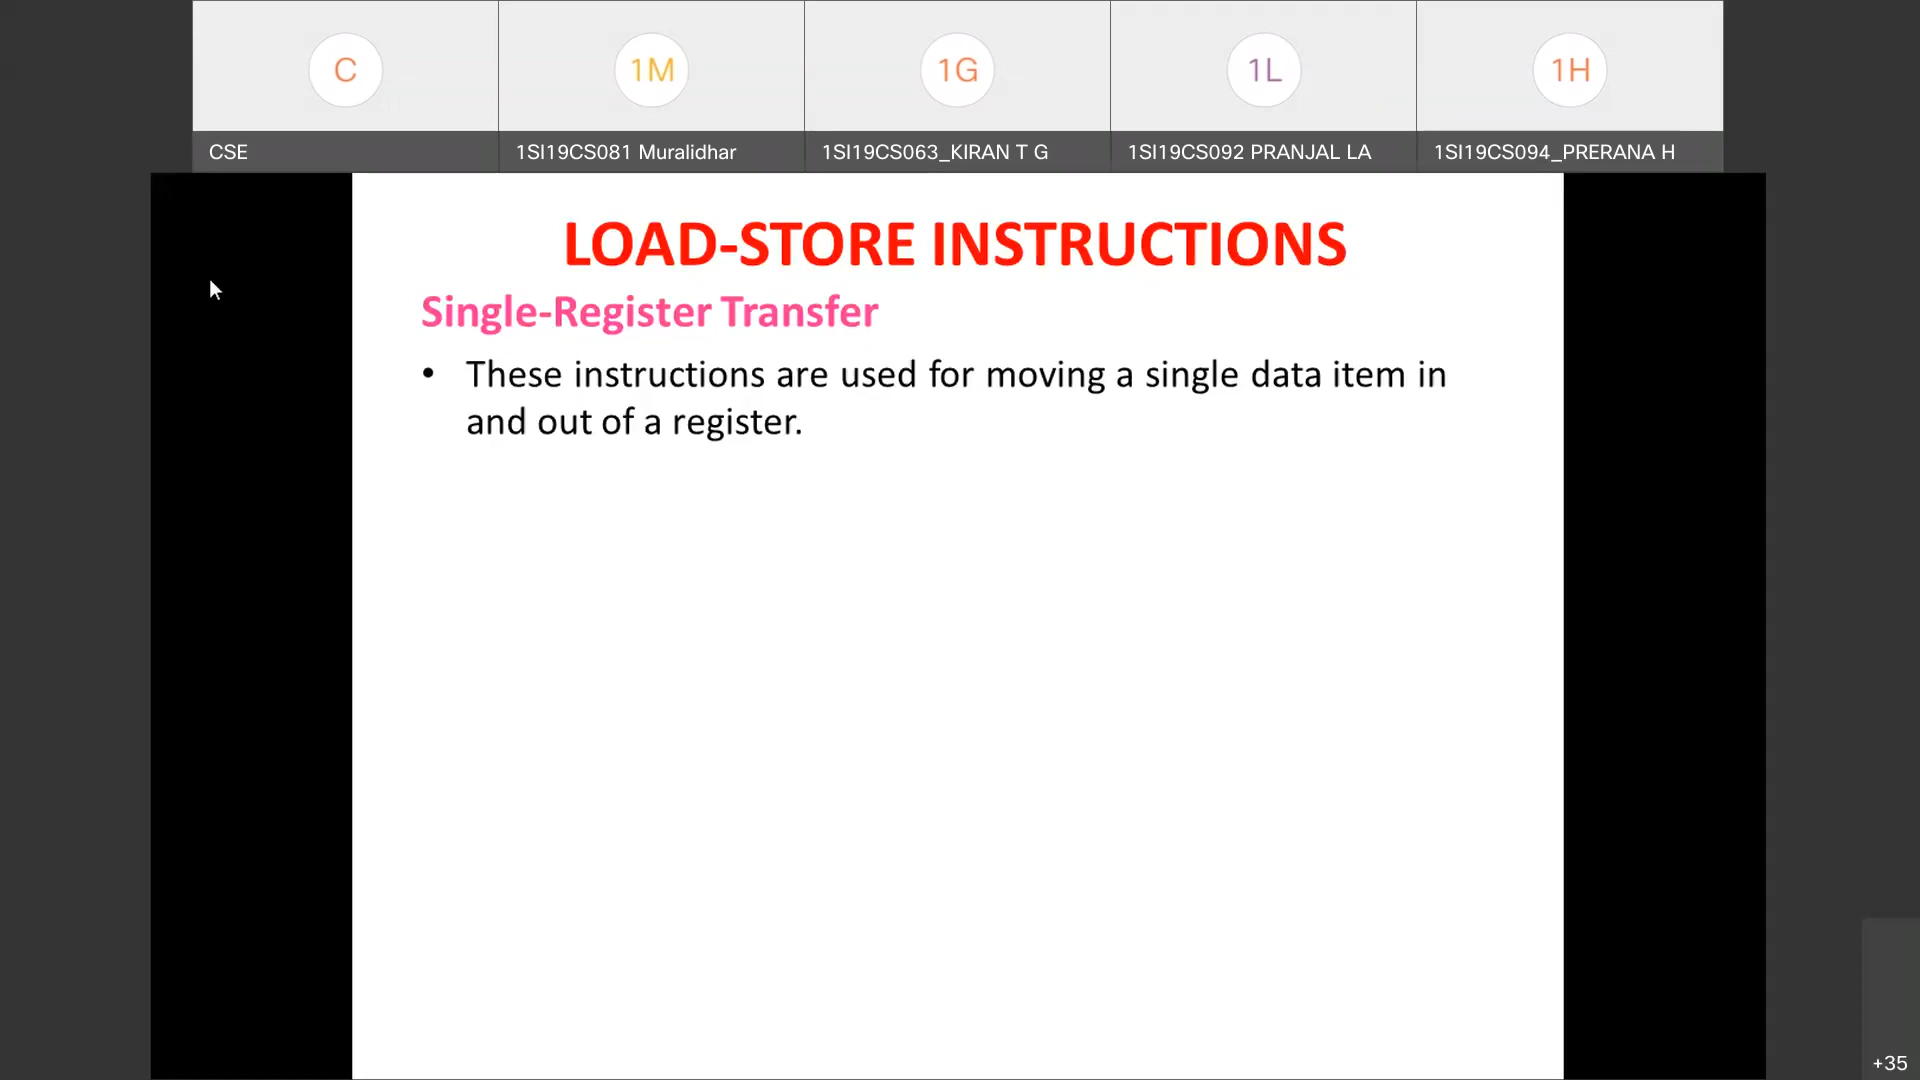 C
1M
1G
1L
1H
CSE
1SI19CS081 Muralidhar
1SI19CS063_KIRAN T G
1SI19CS092 PRANJAL LA
1SI19CS094_PRERANA H
LOAD-STORE INSTRUCTIONS
Single-Register Transfer
• These instructions are used for moving a single data item in
and out of a register.
+35